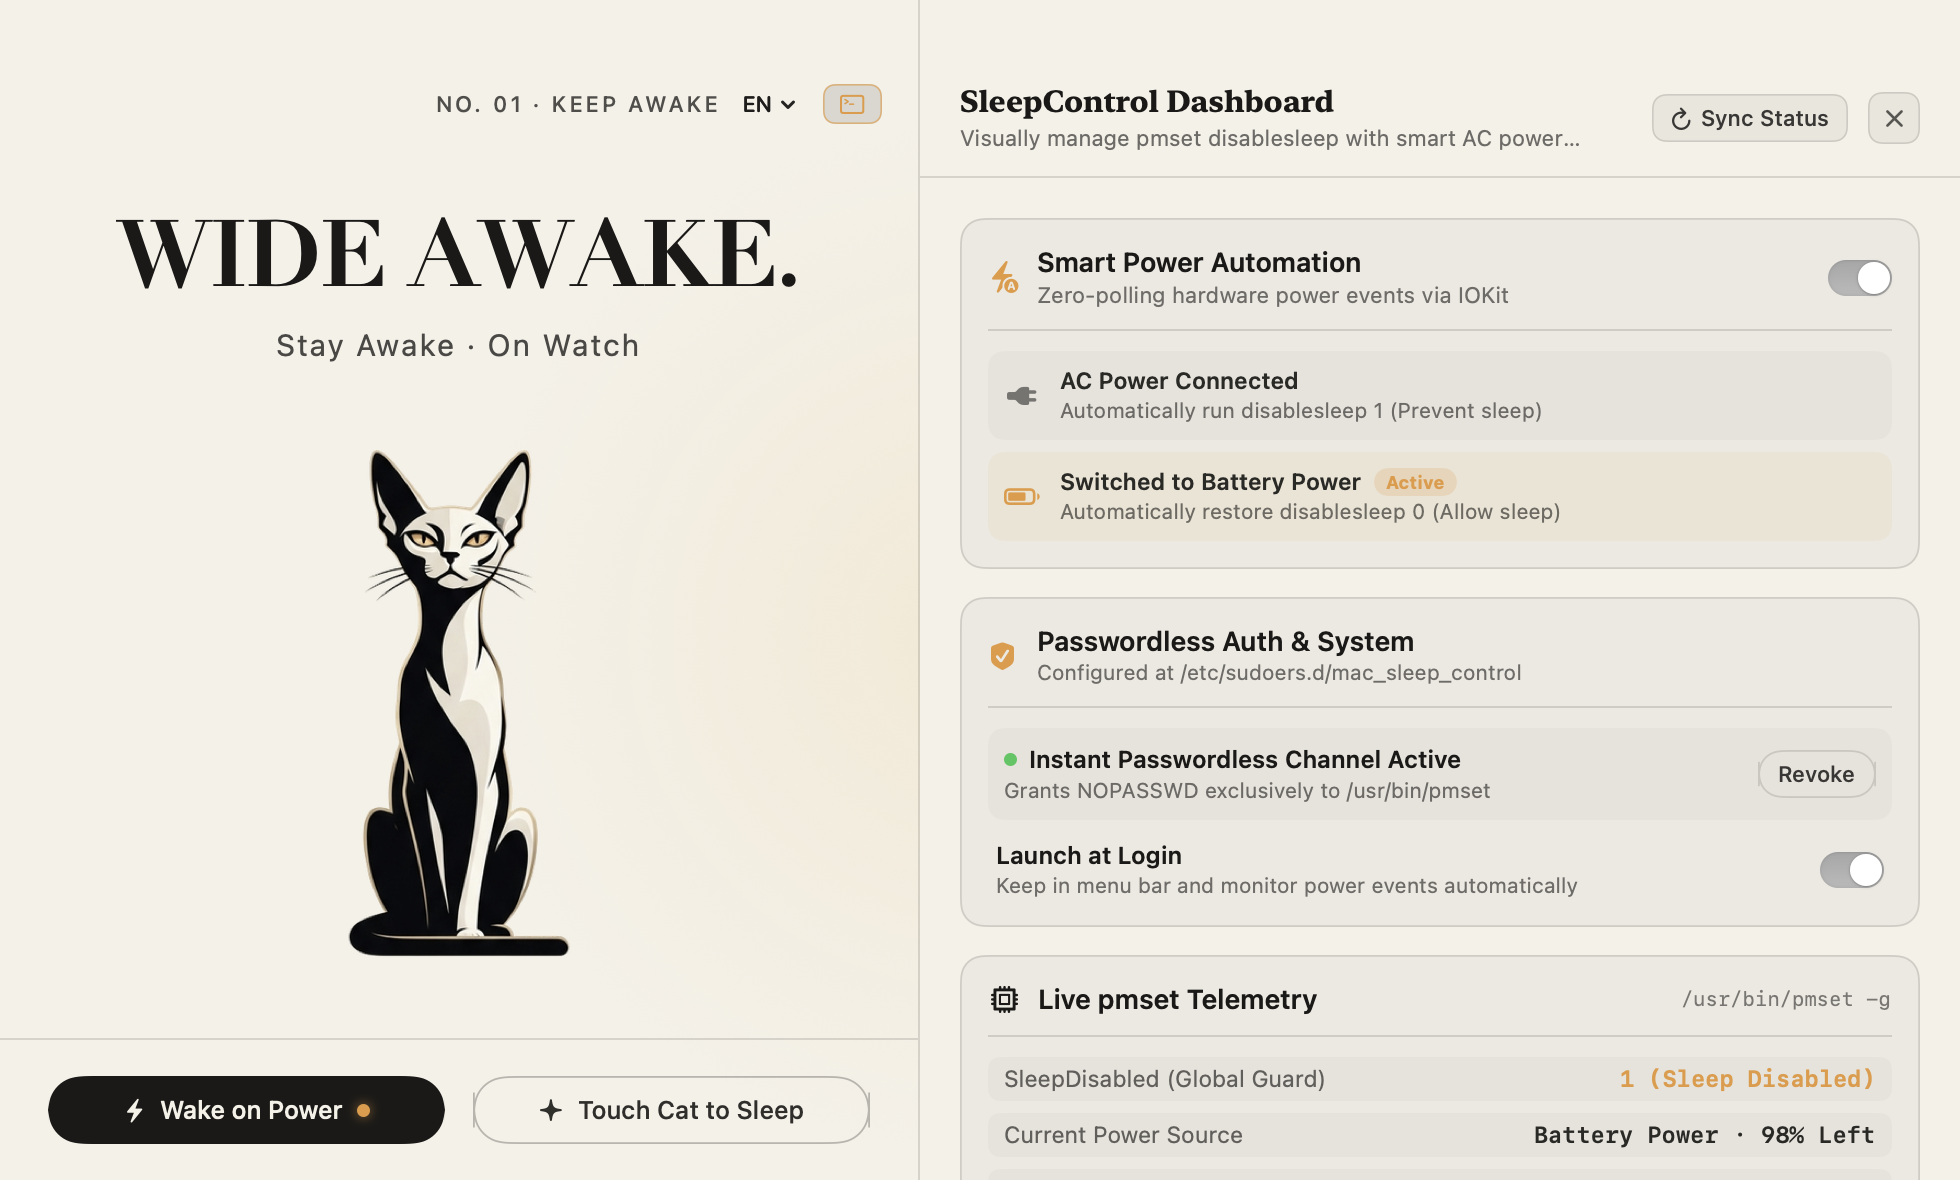 NO. 01 · KEEP AWAKE
EN
WIDE AWAKE.
Stay Awake · On Watch
Wake on Power
Touch Cat to Sleep
SleepControl Dashboard
Visually manage pmset disablesleep with smart AC power...
Sync Status
Smart Power Automation
Zero-polling hardware power events via IOKit
AC Power Connected
Automatically run disablesleep 1 (Prevent sleep)
Switched to Battery Power Active
Automatically restore disablesleep 0 (Allow sleep)
Passwordless Auth & System
Configured at /etc/sudoers.d/mac_sleep_control
Instant Passwordless Channel Active
Grants NOPASSWD exclusively to /usr/bin/pmset
Revoke
Launch at Login
Keep in menu bar and monitor power events automatically
Live pmset Telemetry
/usr/bin/pmset -g
SleepDisabled (Global Guard)
1 (Sleep Disabled)
Current Power Source
Battery Power · 98% Left